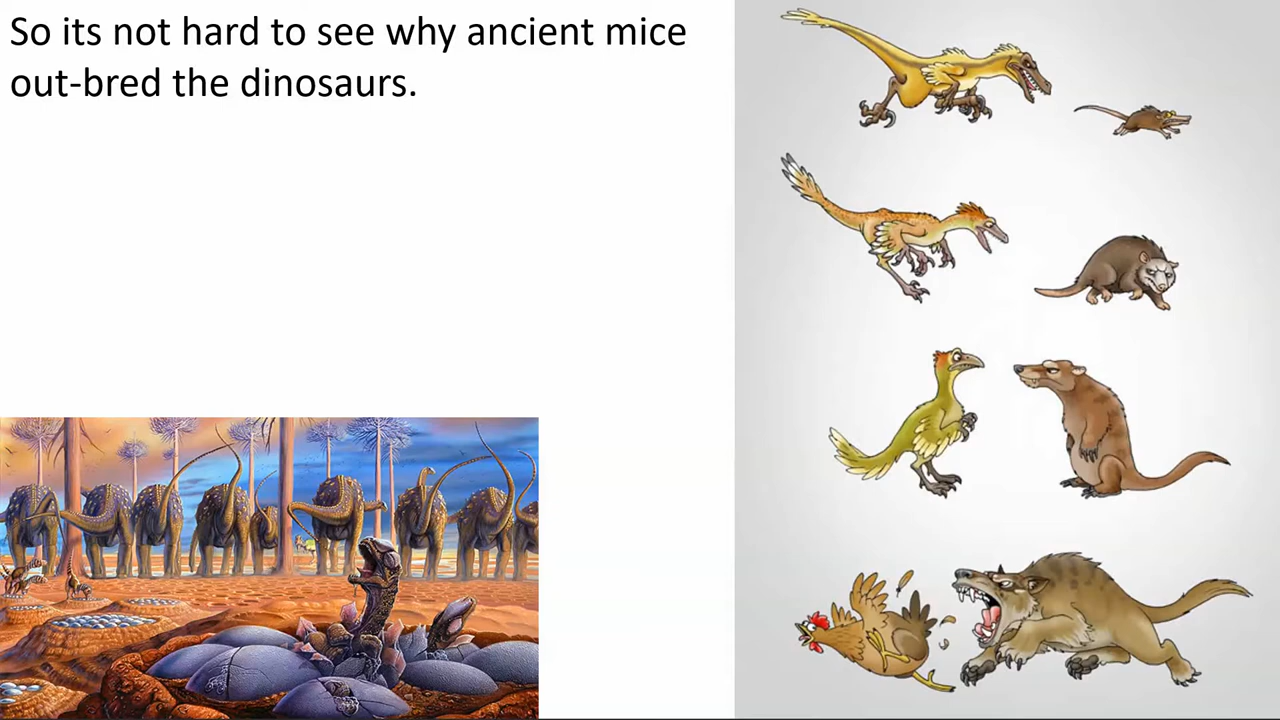 So its not hard to see why ancient mice
out-bred the dinosaurs.